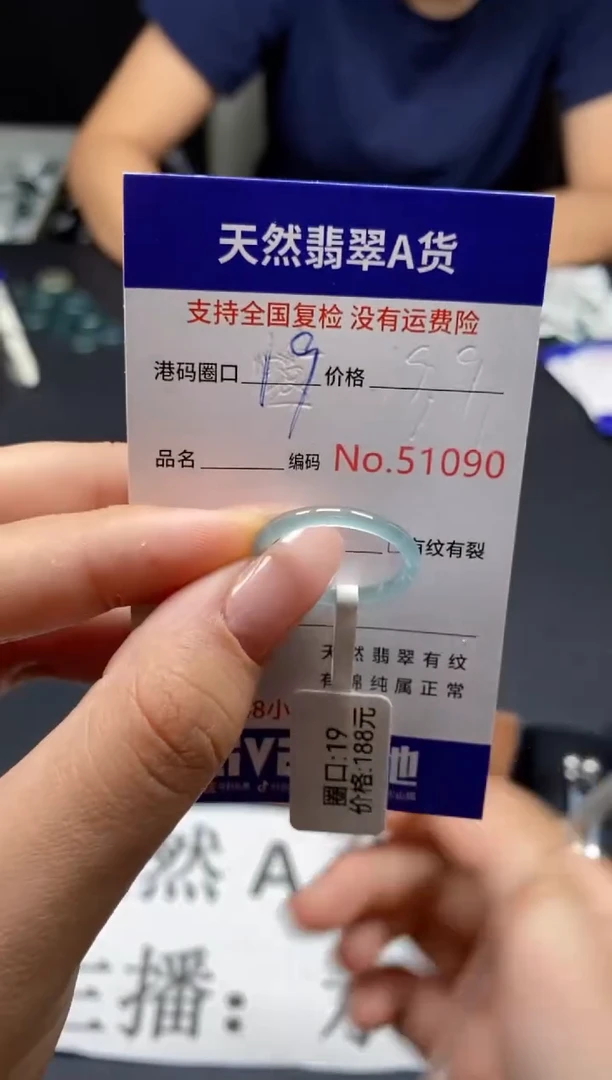 天然翡翠A货
支持全国复检 没有运费险
港码圈口 19 价格
品名 编码 No.51090
有纹有裂
天然翡翠有纹
有棉纯属正常
圈口:19
价格:188元
然 A
主播: